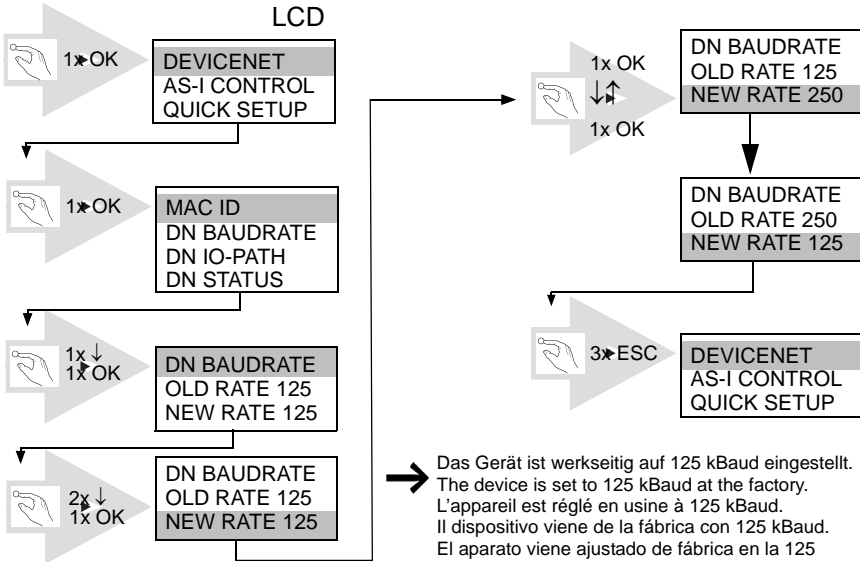 LCD
1x OK
DEVICENET
AS-I CONTROL
QUICK SETUP
1x OK
MAC ID
DN BAUDRATE
DN IO-PATH
DN STATUS
1x ↓
1x OK
DN BAUDRATE
OLD RATE 125
NEW RATE 125
2x ↓
1x OK
DN BAUDRATE
OLD RATE 125
NEW RATE 125
1x OK
↓↑
1x OK
DN BAUDRATE
OLD RATE 125
NEW RATE 250
DN BAUDRATE
OLD RATE 250
NEW RATE 125
3x ESC
DEVICENET
AS-I CONTROL
QUICK SETUP
Das Gerät ist werkseitig auf 125 kBaud eingestellt.
The device is set to 125 kBaud at the factory.
L'appareil est réglé en usine à 125 kBaud.
Il dispositivo viene de la fábrica con 125 kBaud.
El aparato viene ajustado de fábrica en la 125